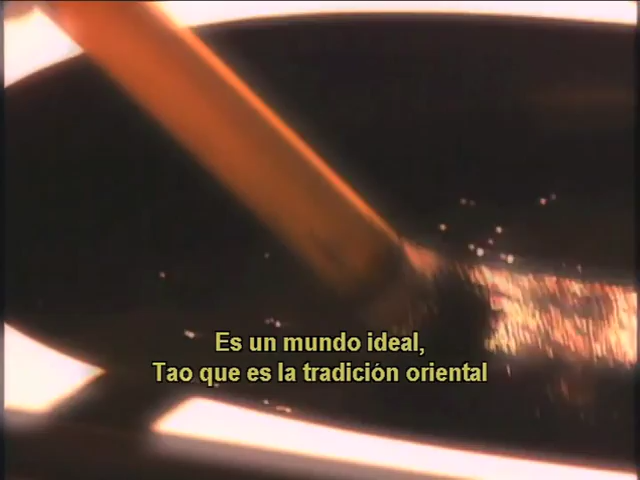 Es un mundo ideal,
Tao que es la tradición oriental